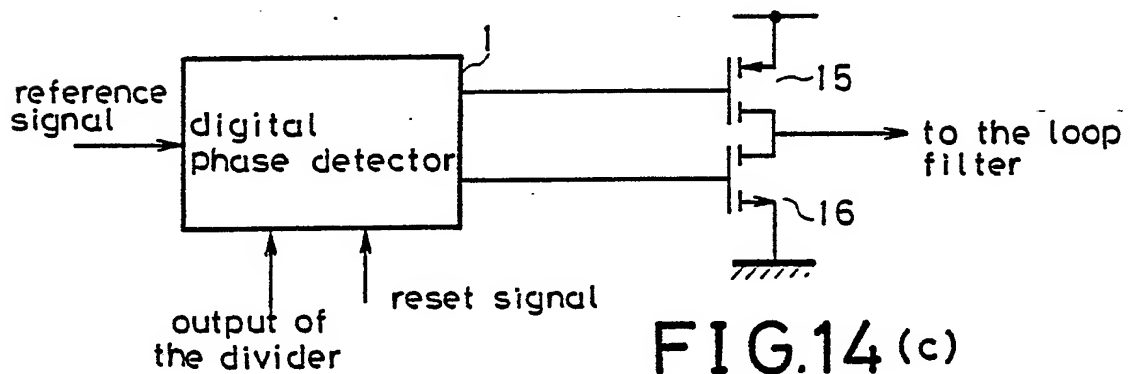 1
reference
signal
digital
phase detector
15
to the loop
filter
16
reset signal
output of
the divider
FIG.14 (c)